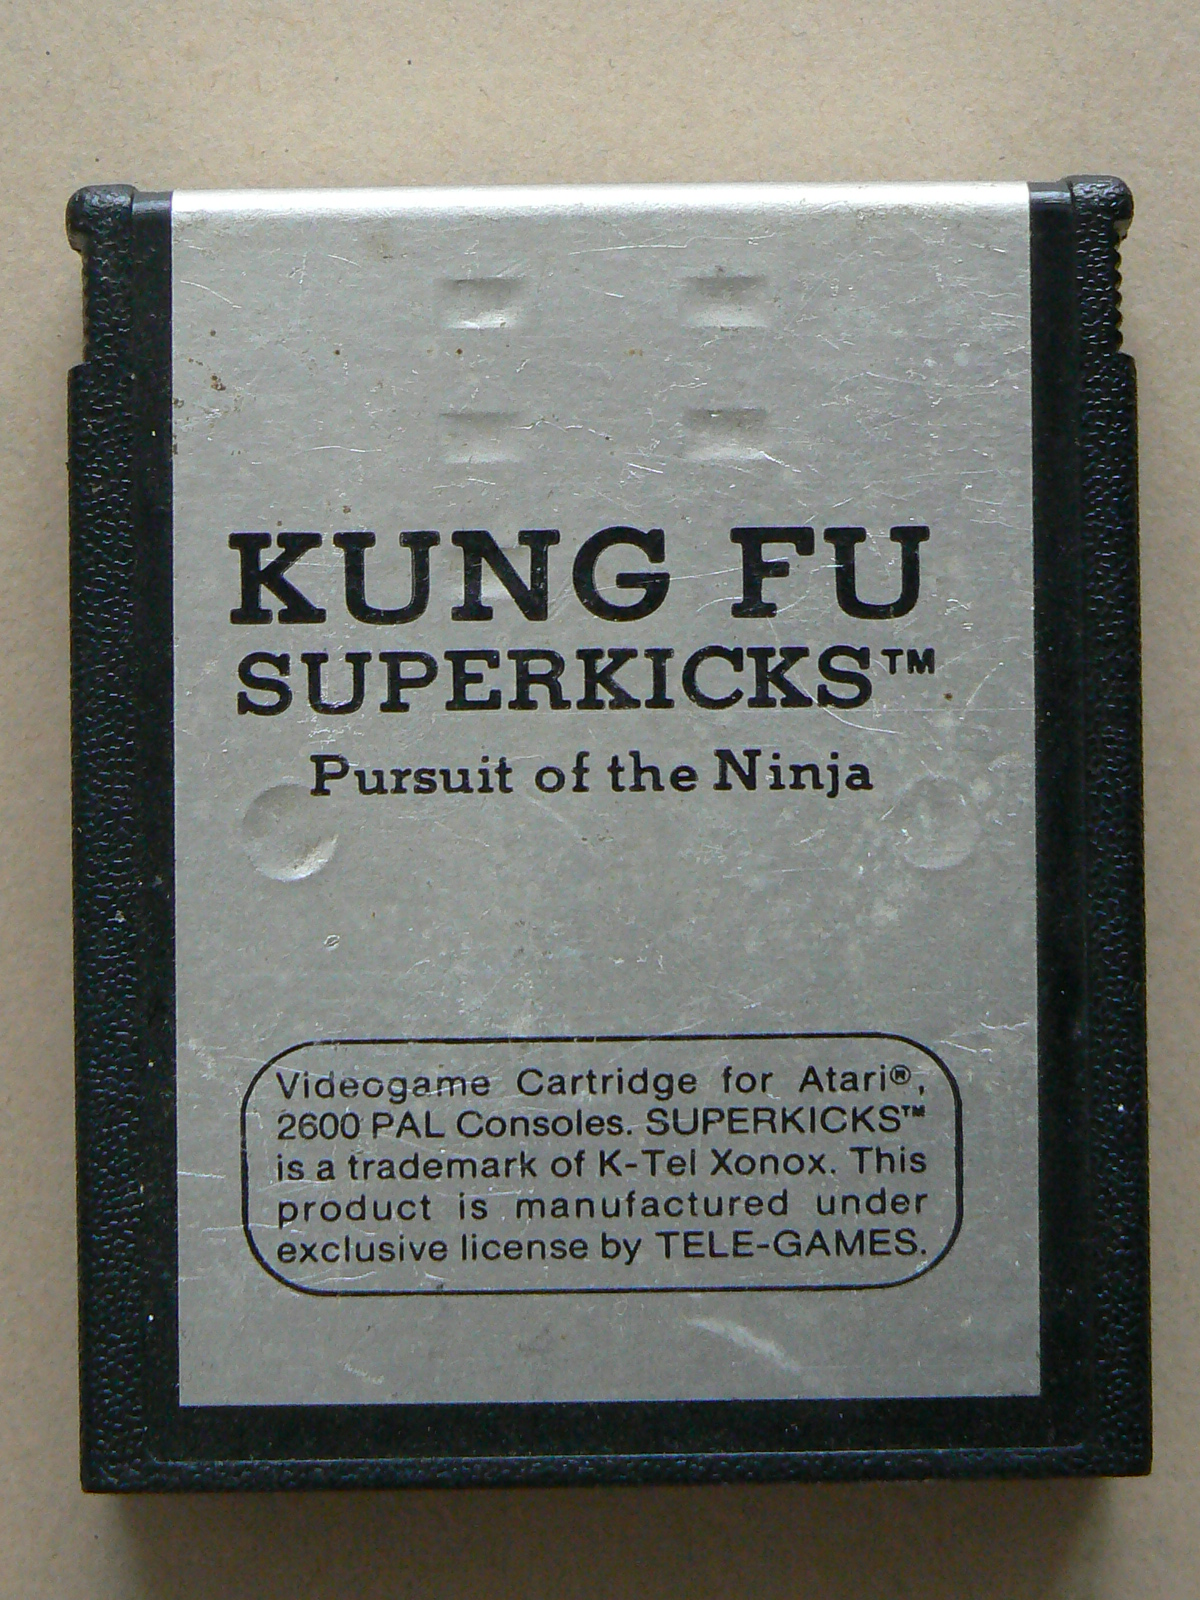 KUNG FU
SUPERKICKS™
Pursuit of the Ninja
Videogame Cartridge for Atari®,
2600 PAL Consoles. SUPERKICKS™
is a trademark of K-Tel Xonox. This
product is manufactured under
exclusive license by TELE-GAMES.